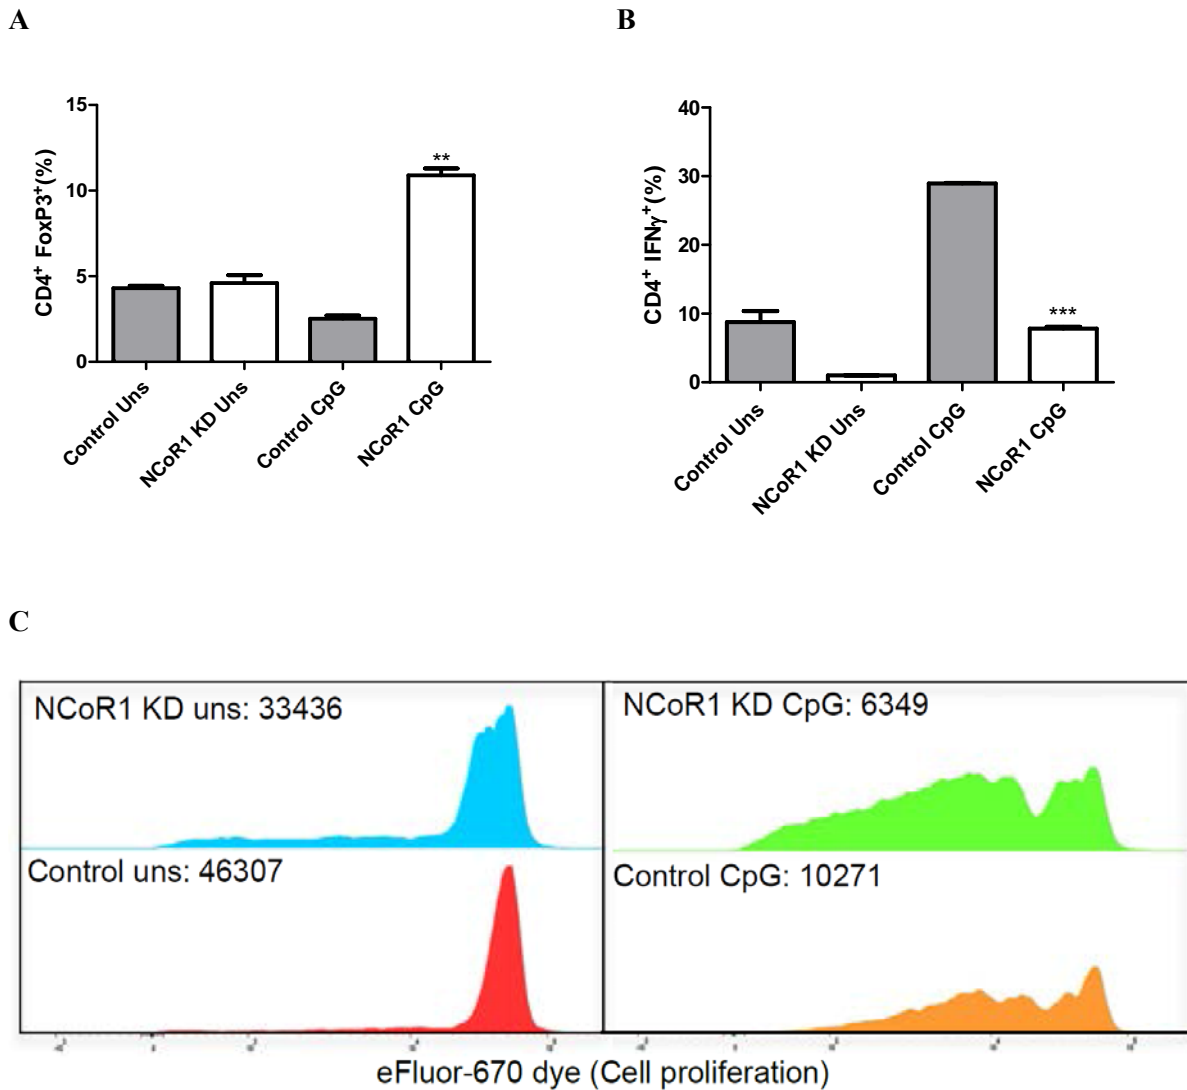 A
B
CD4⁺ FoxP3⁺(%)
15
10
5
0
**
Control Uns
NCoR1 KD Uns
Control CpG
NCoR1 CpG
CD4⁺ IFNγ⁺(%)
40
30
20
10
0
***
Control Uns
NCoR1 KD Uns
Control CpG
NCoR1 CpG
C
NCoR1 KD uns: 33436
NCoR1 KD CpG: 6349
Control uns: 46307
Control CpG: 10271
eFluor-670 dye (Cell proliferation)